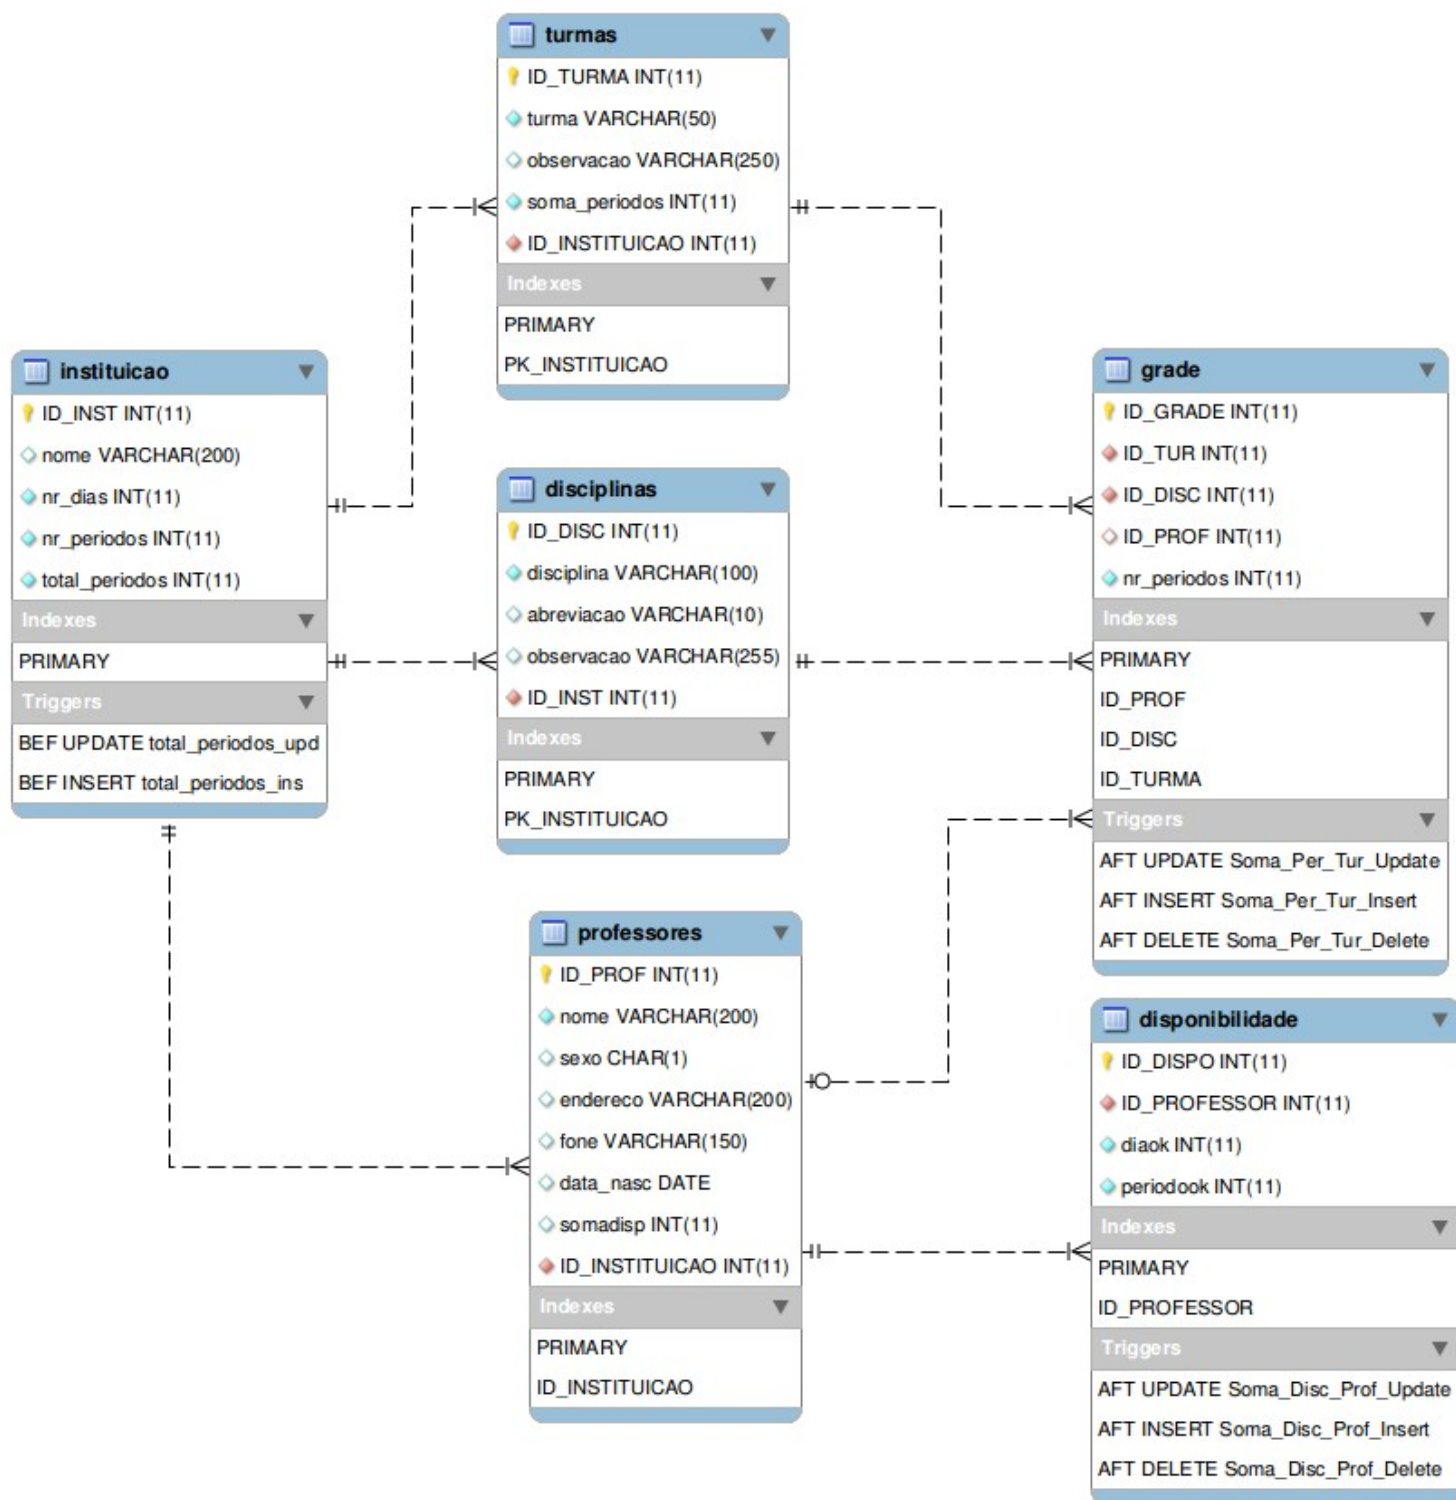 turmas
ID_TURMA INT(11)
turma VARCHAR(50)
observacao VARCHAR(250)
soma_periodos INT(11)
ID_INSTITUICAO INT(11)
Indexes
PRIMARY
PK_INSTITUICAO
instituicao
ID_INST INT(11)
nome VARCHAR(200)
nr_dias INT(11)
nr_periodos INT(11)
total_periodos INT(11)
Indexes
PRIMARY
Triggers
BEF UPDATE total_periodos_upd
BEF INSERT total_periodos_ins
disciplinas
ID_DISC INT(11)
disciplina VARCHAR(100)
abreviacao VARCHAR(10)
observacao VARCHAR(255)
ID_INST INT(11)
Indexes
PRIMARY
PK_INSTITUICAO
grade
ID_GRADE INT(11)
ID_TUR INT(11)
ID_DISC INT(11)
ID_PROF INT(11)
nr_periodos INT(11)
Indexes
PRIMARY
ID_PROF
ID_DISC
ID_TURMA
Triggers
AFT UPDATE Soma_Per_Tur_Update
AFT INSERT Soma_Per_Tur_Insert
AFT DELETE Soma_Per_Tur_Delete
professores
ID_PROF INT(11)
nome VARCHAR(200)
sexo CHAR(1)
endereco VARCHAR(200)
fone VARCHAR(150)
data_nasc DATE
somadisp INT(11)
ID_INSTITUICAO INT(11)
Indexes
PRIMARY
ID_INSTITUICAO
disponibilidade
ID_DISPO INT(11)
ID_PROFESSOR INT(11)
diaok INT(11)
periodook INT(11)
Indexes
PRIMARY
ID_PROFESSOR
Triggers
AFT UPDATE Soma_Disc_Prof_Update
AFT INSERT Soma_Disc_Prof_Insert
AFT DELETE Soma_Disc_Prof_Delete